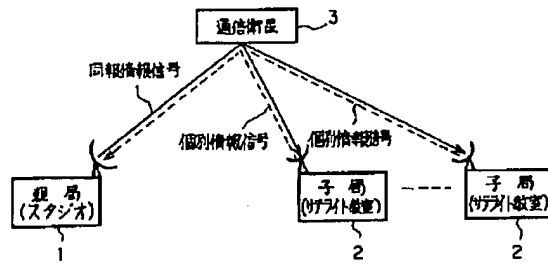 通信衛星
3
同報情報信号
個別情報信号
個別情報信号
親局
(スタジオ)
1
子局
(サテライト教室)
2
子局
(サテライト教室)
2